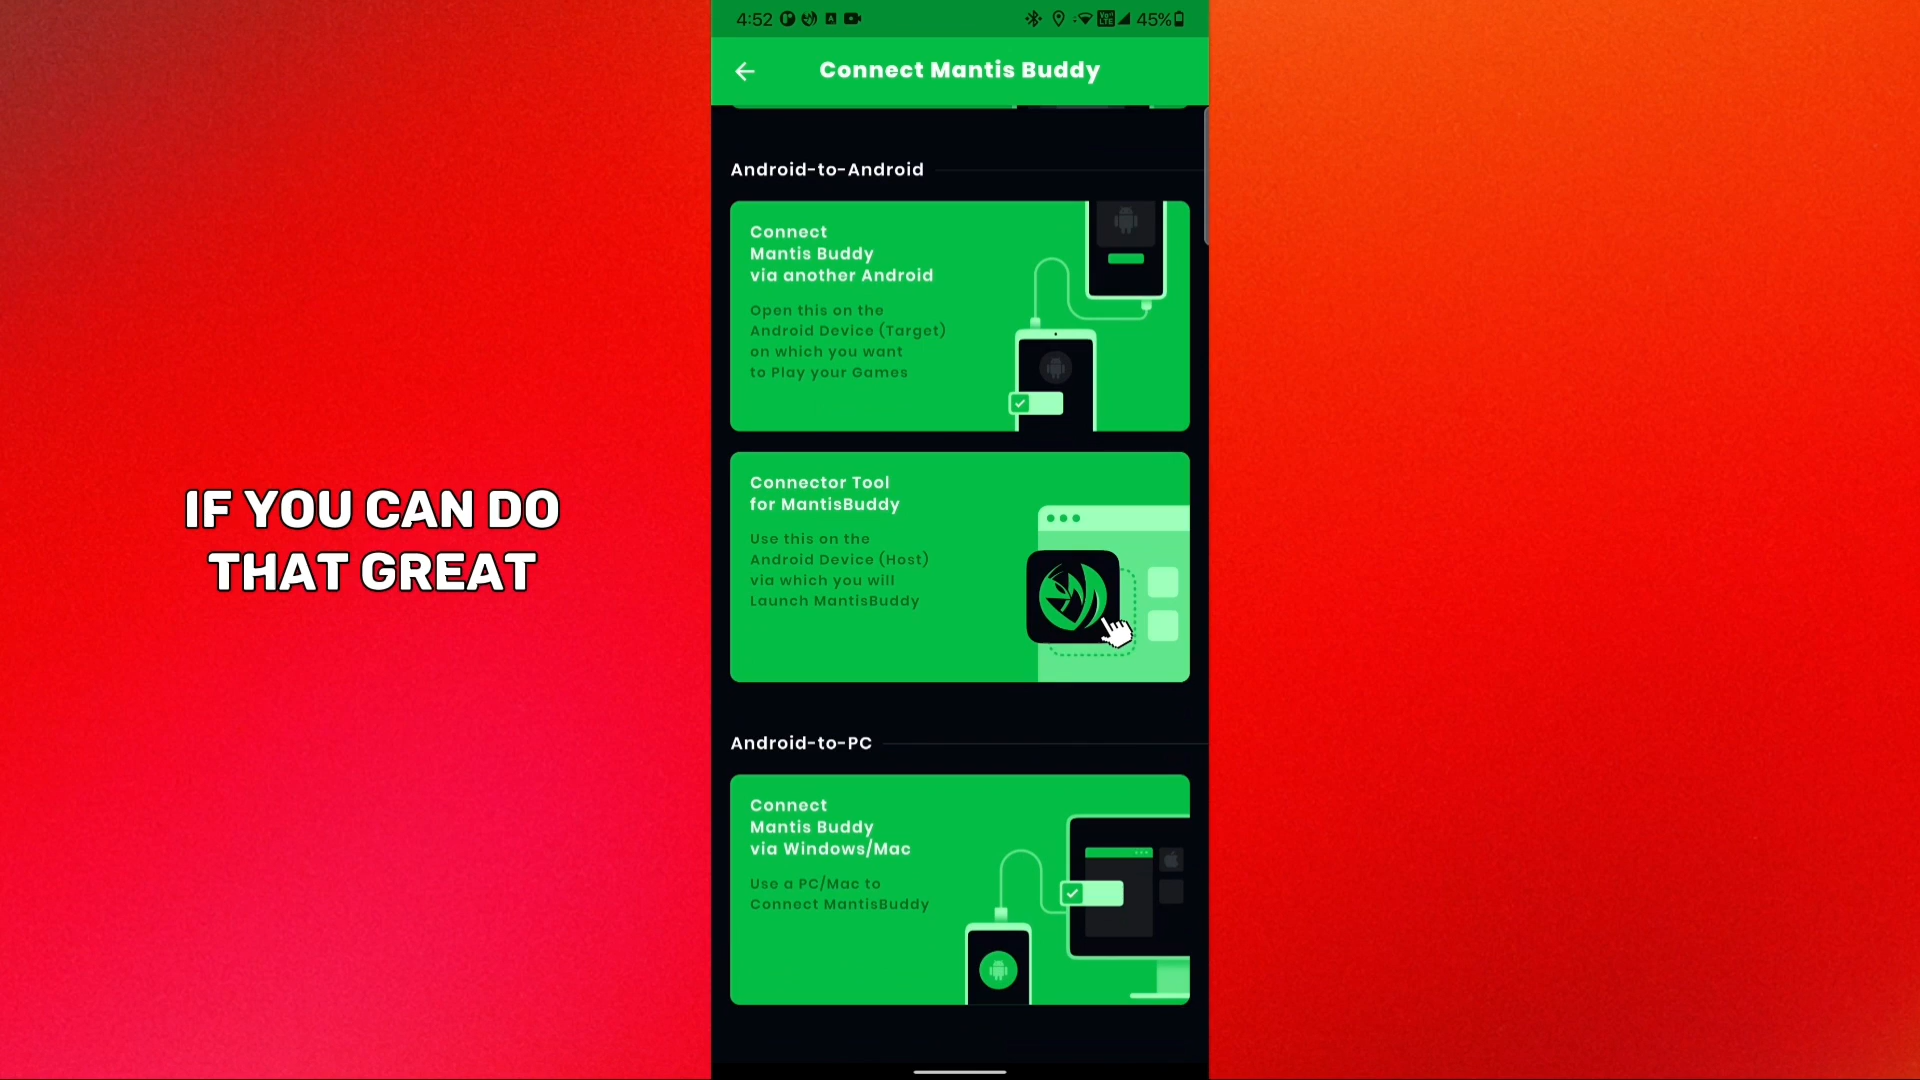 4:52
VoLTE
45%
Connect Mantis Buddy
Android-to-Android
Connect
Mantis Buddy
via another Android
Open this on the
Android Device (Target)
on which you want
to Play your Games
Connector Tool
for MantisBuddy
Use this on the
Android Device (Host)
via which you will
Launch MantisBuddy
Android-to-PC
Connect
Mantis Buddy
via Windows/Mac
Use a PC/Mac to
Connect MantisBuddy
IF YOU CAN DO
THAT GREAT